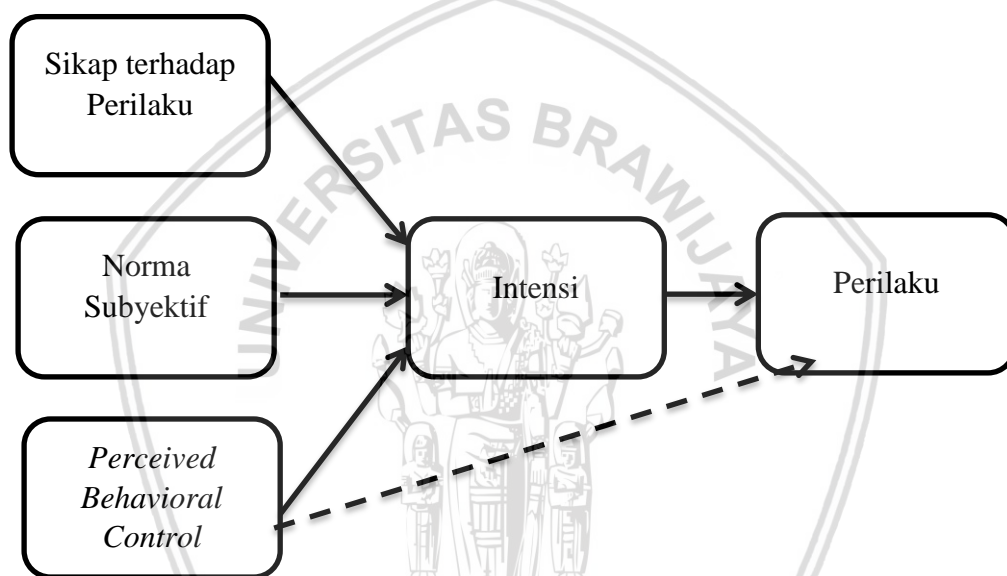 Sikap terhadap
Perilaku
UNIVERSITAS BRAWIJAYA
Norma
Subyektif
Intensi
Perilaku
Perceived
Behavioral
Control